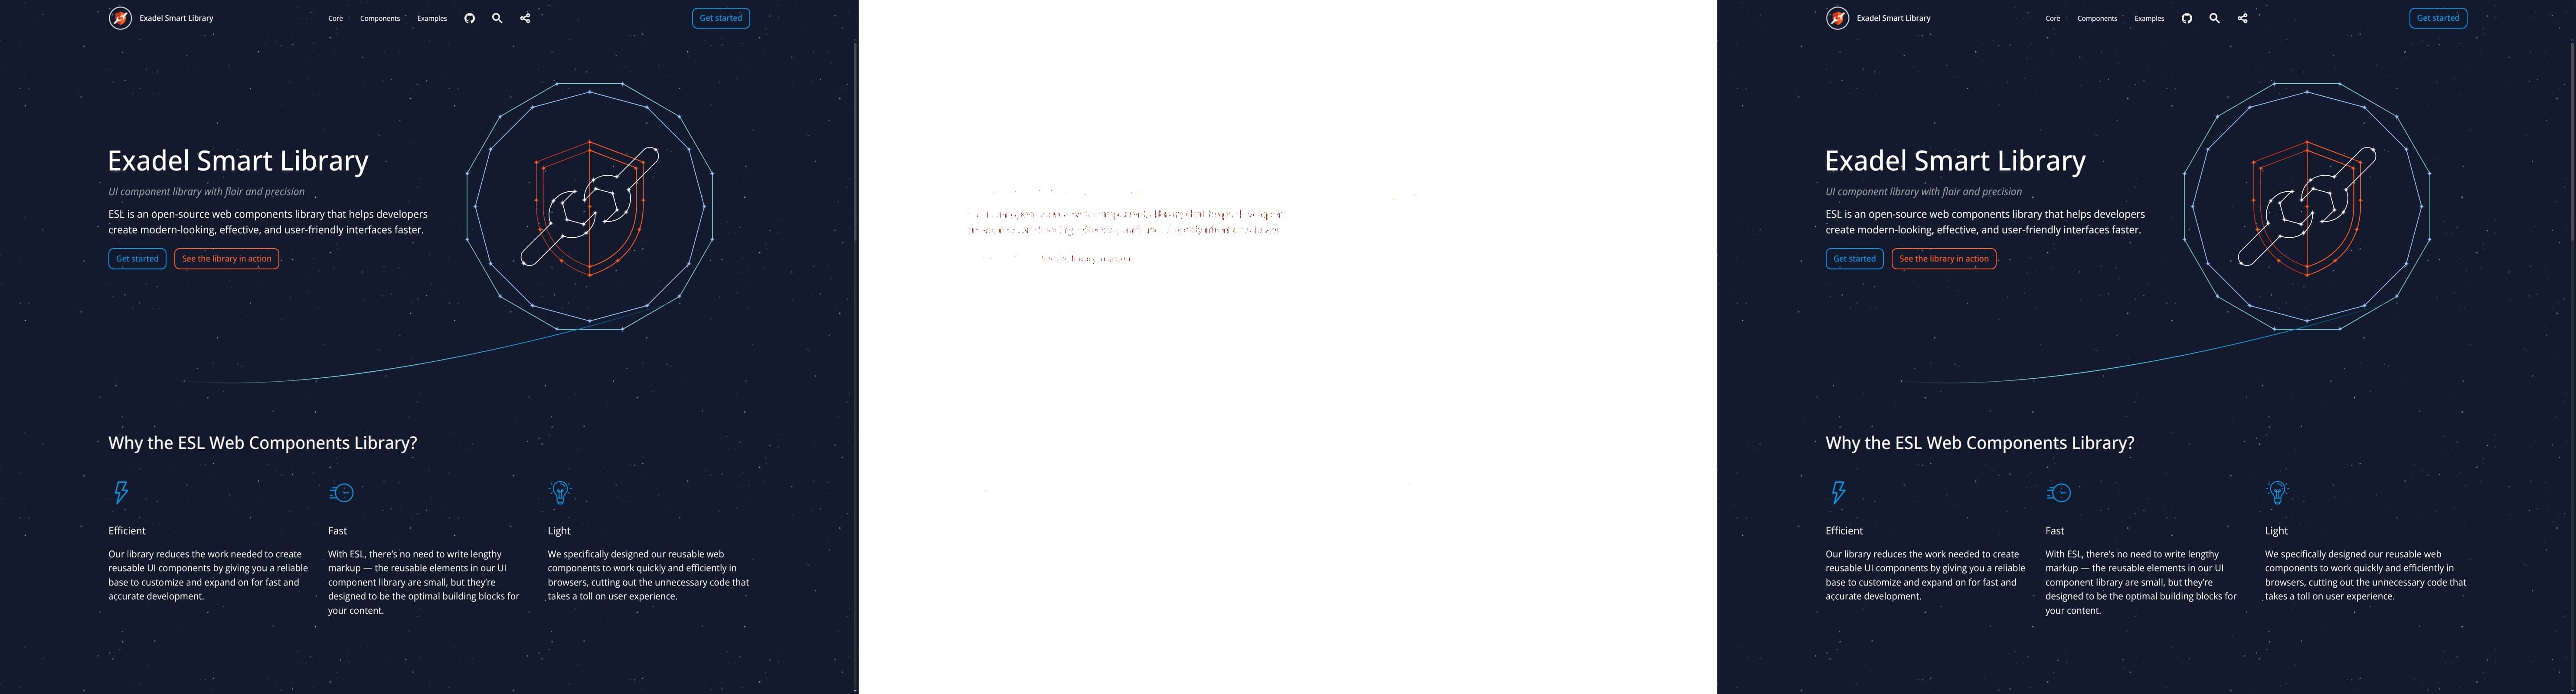 Exadel Smart Library
Core Components Examples
Get started
Exadel Smart Library
UI component library with flair and precision
ESL is an open-source web components library that helps developers
create modern-looking, effective, and user-friendly interfaces faster.
Get started See the library in action
Why the ESL Web Components Library?
Efficient
Our library reduces the work needed to create
reusable UI components by giving you a reliable
base to customize and expand on for fast and
accurate development.
Fast
With ESL, there's no need to write lengthy
markup — the reusable elements in our UI
component library are small, but they're
designed to be the optimal building blocks for
your content.
Light
We specifically designed our reusable web
components to work quickly and efficiently in
browsers, cutting out the unnecessary code that
takes a toll on user experience.
See the library
Exadel Smart Library
Core Components Examples
Get started
Exadel Smart Library
UI component library with flair and precision
ESL is an open-source web components library that helps developers
create modern-looking, effective, and user-friendly interfaces faster.
Get started See the library in action
Why the ESL Web Components Library?
Efficient
Our library reduces the work needed to create
reusable UI components by giving you a reliable
base to customize and expand on for fast and
accurate development.
Fast
With ESL, there's no need to write lengthy
markup — the reusable elements in our UI
component library are small, but they're
designed to be the optimal building blocks for
your content.
Light
We specifically designed our reusable web
components to work quickly and efficiently in
browsers, cutting out the unnecessary code that
takes a toll on user experience.